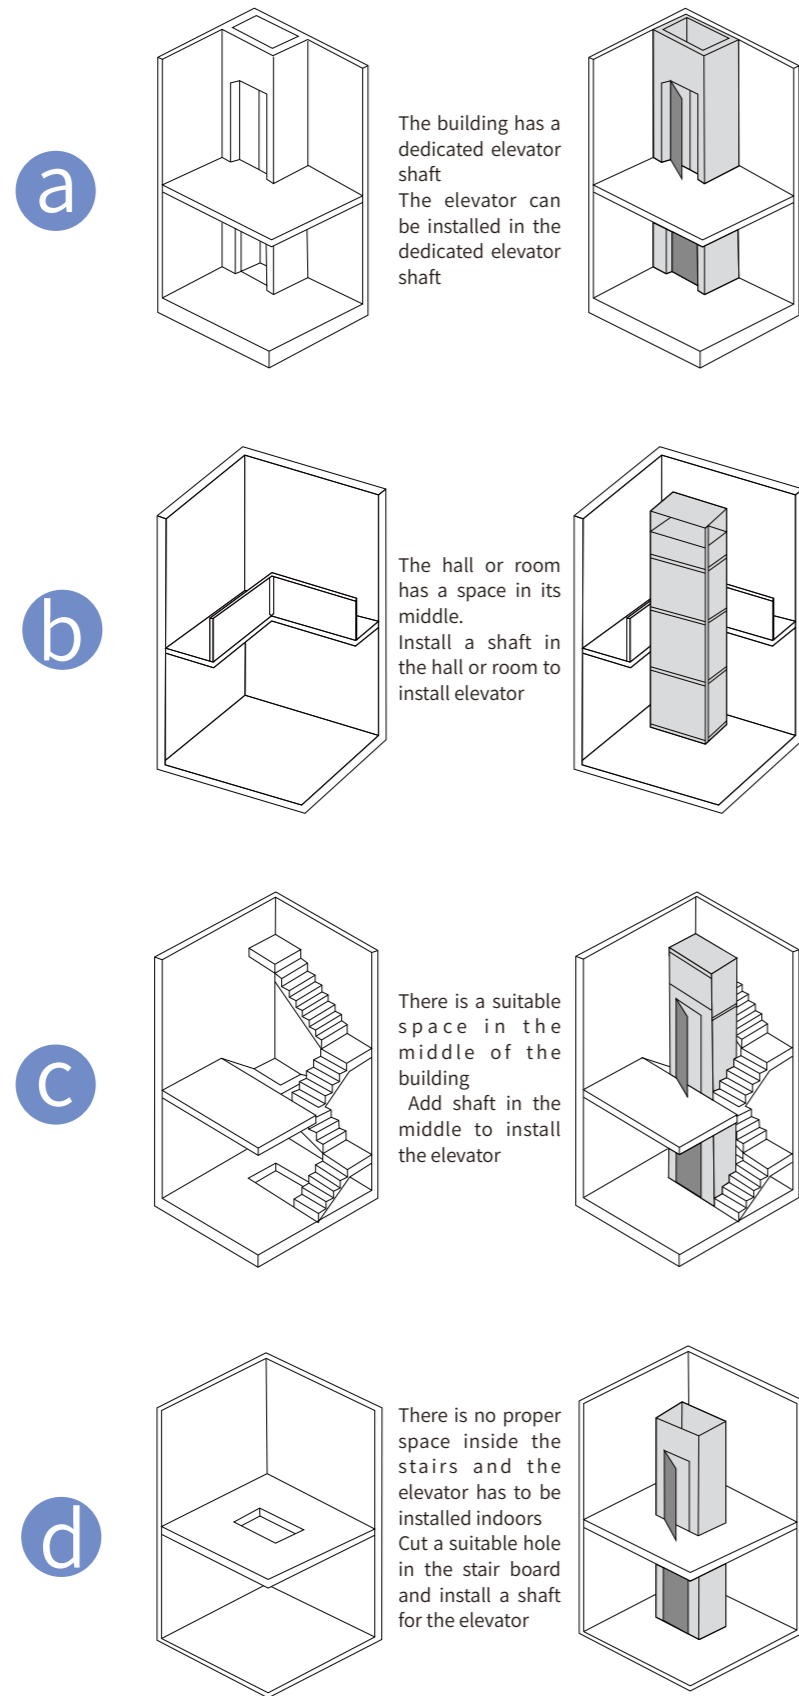 a
The building has a
dedicated elevator
shaft
The elevator can
be installed in the
dedicated elevator
shaft
b
The hall or room
has a space in its
middle.
Install a shaft in
the hall or room to
install elevator
c
There is a suitable
space in the
middle of the
building
Add shaft in the
middle to install
the elevator
d
There is no proper
space inside the
stairs and the
elevator has to be
installed indoors
Cut a suitable hole
in the stair board
and install a shaft
for the elevator